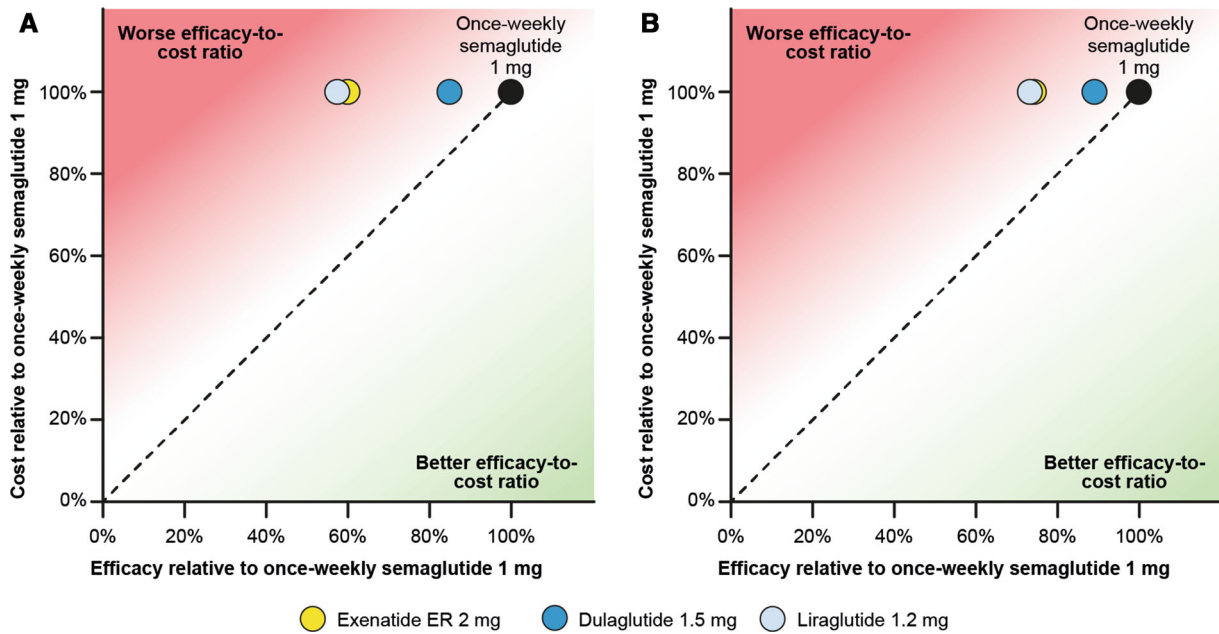 A
Worse efficacy-to-
cost ratio
Once-weekly
semaglutide
1 mg
100%
80%
60%
40%
20%
0%
Cost relative to once-weekly semaglutide 1 mg
Better efficacy-to-
cost ratio
0%
20%
40%
60%
80%
100%
Efficacy relative to once-weekly semaglutide 1 mg
B
Worse efficacy-to-
cost ratio
Once-weekly
semaglutide
1 mg
100%
80%
60%
40%
20%
0%
Cost relative to once-weekly semaglutide 1 mg
Better efficacy-to-
cost ratio
0%
20%
40%
60%
80%
100%
Efficacy relative to once-weekly semaglutide 1 mg
Exenatide ER 2 mg
Dulaglutide 1.5 mg
Liraglutide 1.2 mg